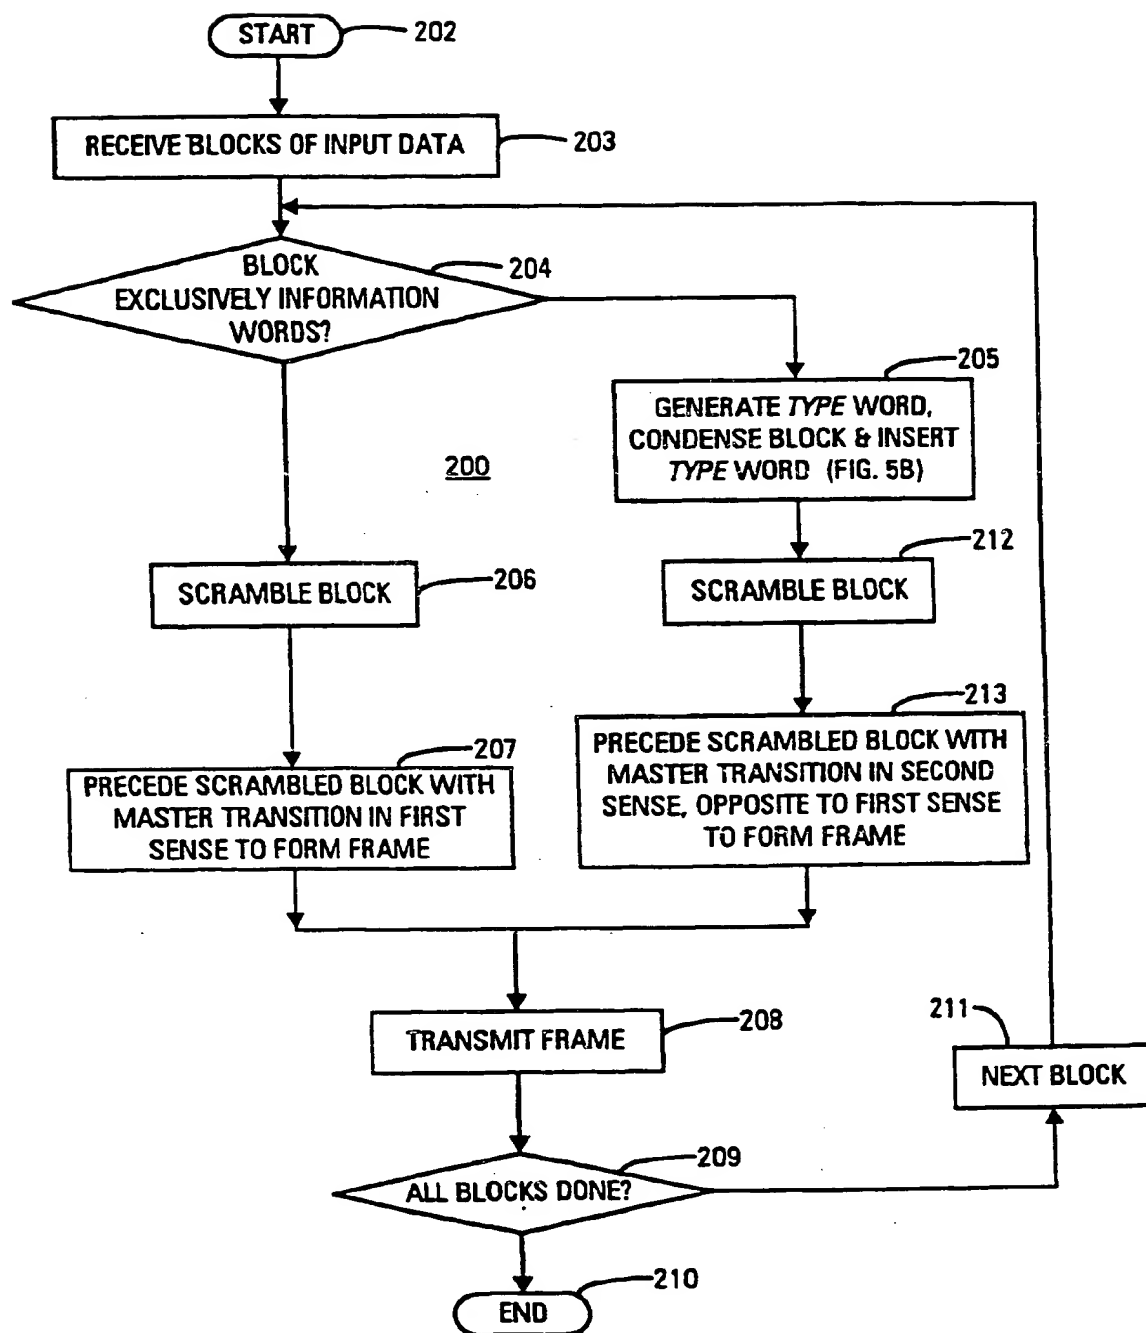 START
202
RECEIVE BLOCKS OF INPUT DATA
203
BLOCK
EXCLUSIVELY INFORMATION
WORDS?
204
205
GENERATE TYPE WORD,
CONDENSE BLOCK & INSERT
TYPE WORD (FIG. 5B)
200
212
SCRAMBLE BLOCK
206
SCRAMBLE BLOCK
213
PRECEDE SCRAMBLED BLOCK WITH
MASTER TRANSITION IN SECOND
SENSE, OPPOSITE TO FIRST SENSE
TO FORM FRAME
207
PRECEDE SCRAMBLED BLOCK WITH
MASTER TRANSITION IN FIRST
SENSE TO FORM FRAME
TRANSMIT FRAME
208
211
NEXT BLOCK
ALL BLOCKS DONE?
209
END
210